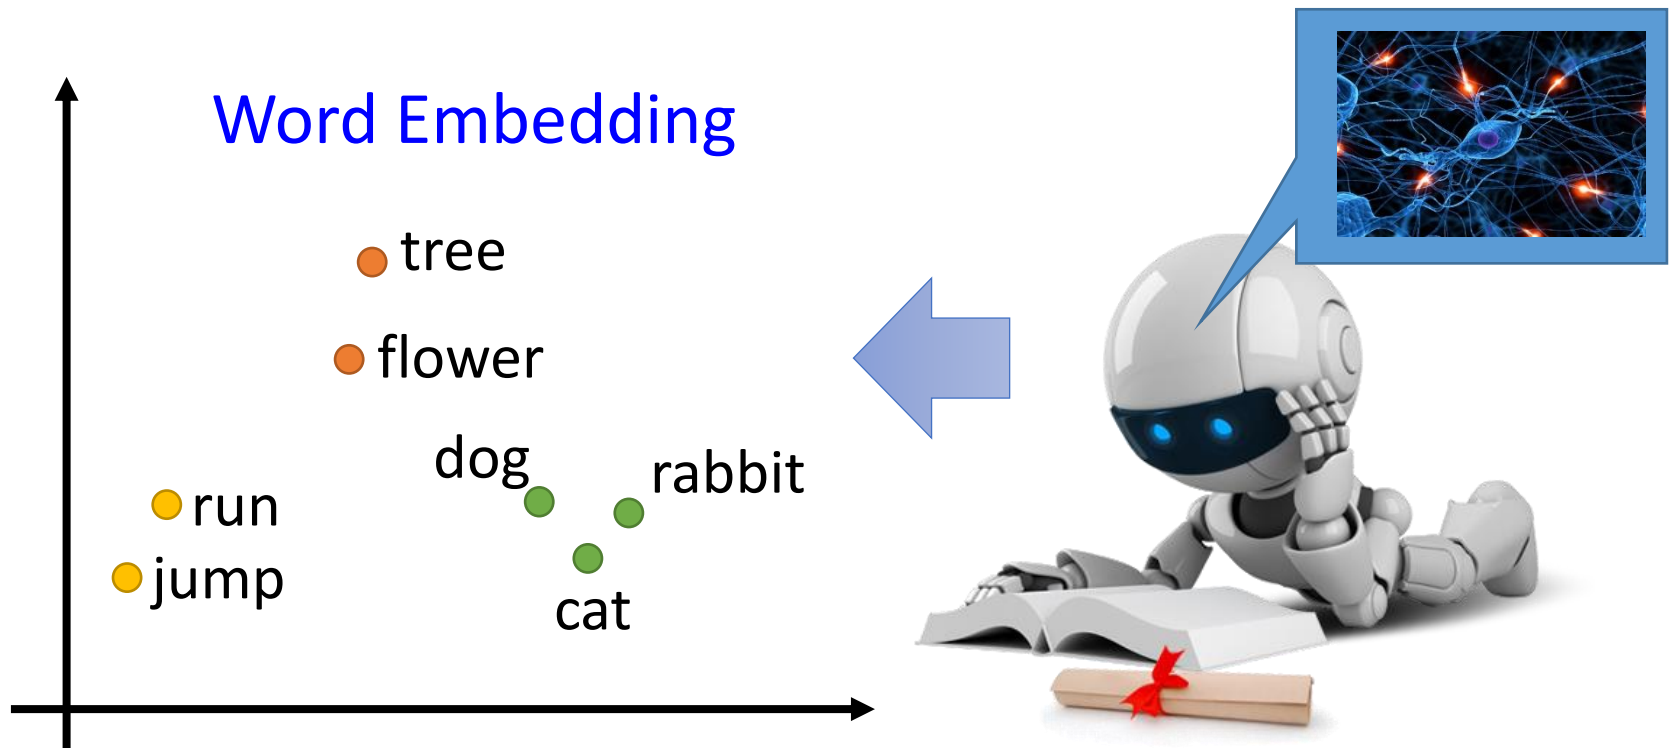 Word Embedding
tree
flower
dog
rabbit
run
jump
cat